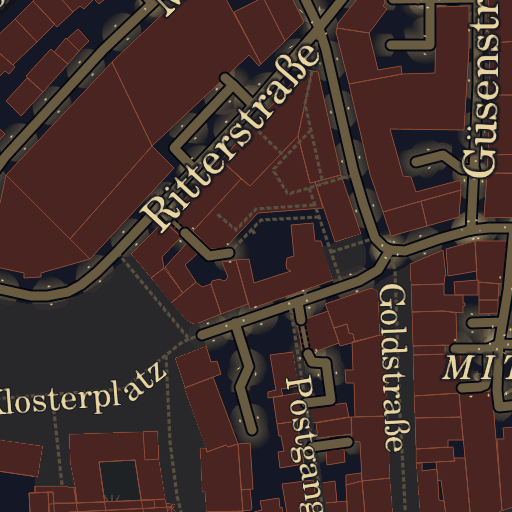 Ritterstraße
Güsenstr
Goldstraße
Klosterplatz
MIT
Postgang